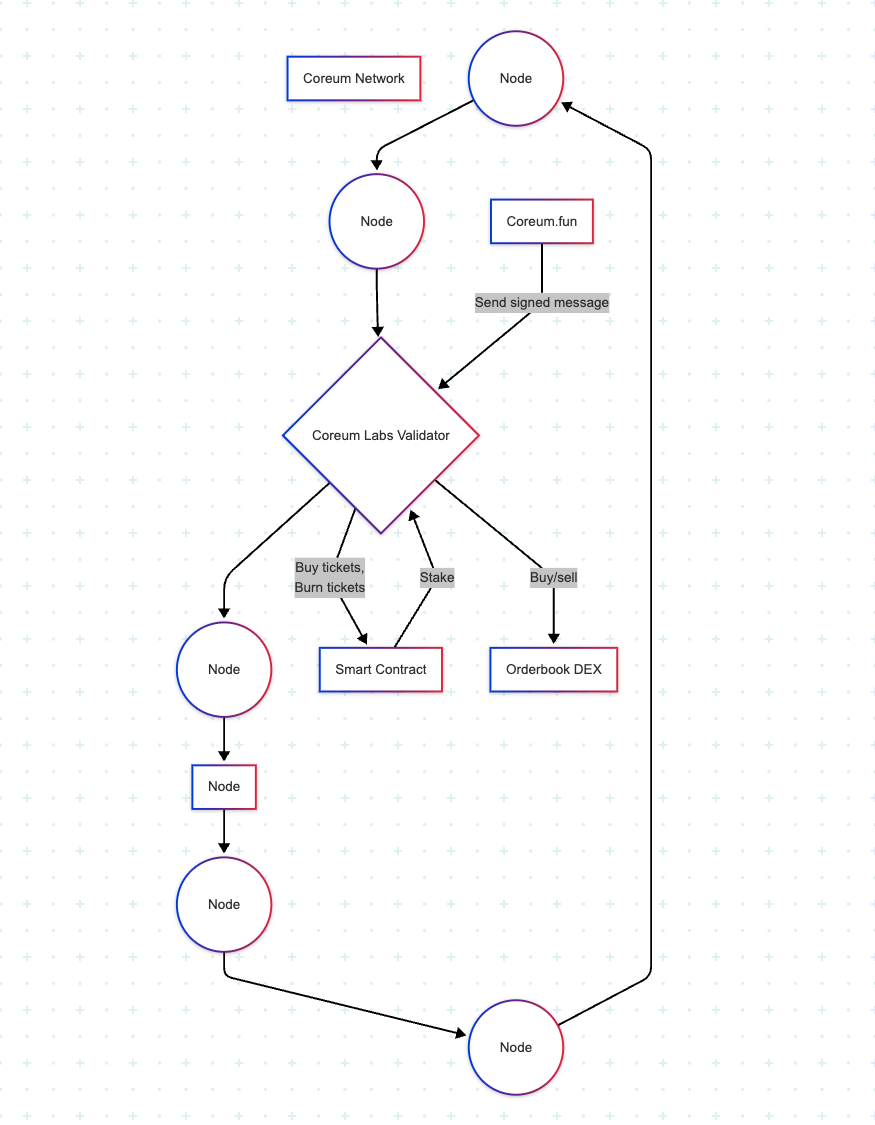 Node
Coreum Network
Node
Coreum.fun
Send signed message
Coreum Labs Validator
Buy tickets,
Burn tickets
Stake
Buy/sell
Node
Smart Contract
Orderbook DEX
Node
Node
Node